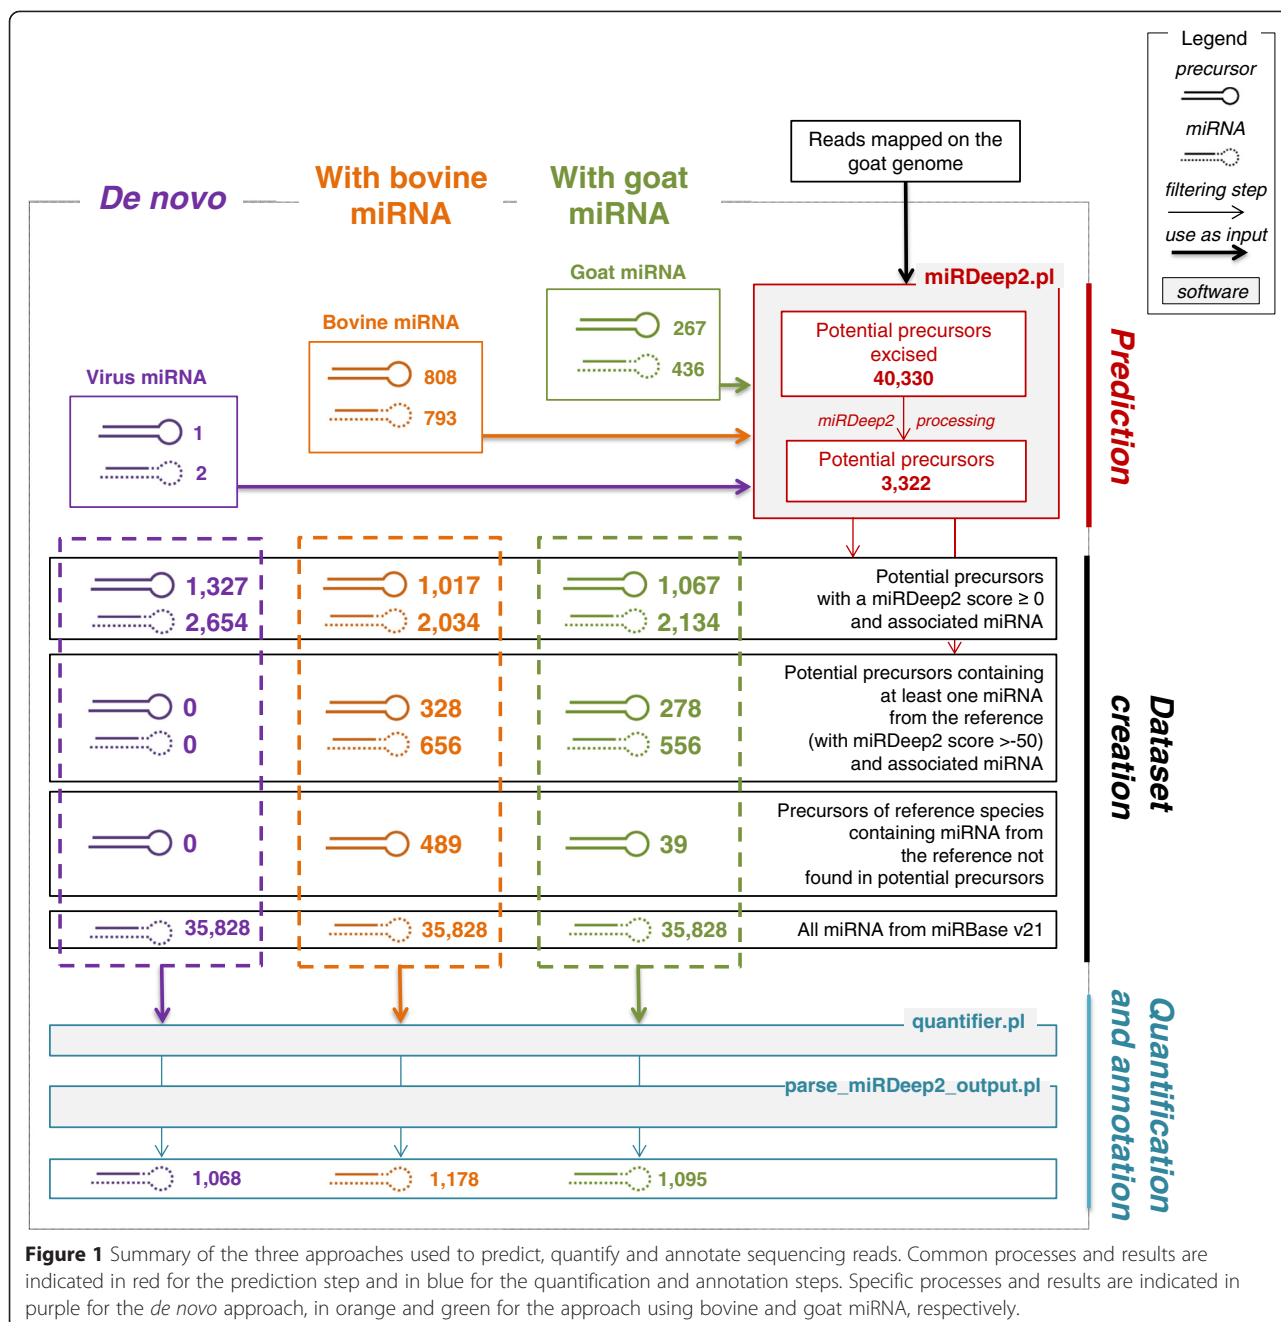 Legend
precursor
miRNA
filtering step
use as input
software
Reads mapped on the
goat genome
De novo
With bovine
miRNA
With goat
miRNA
Goat miRNA
267
436
Bovine miRNA
808
793
Virus miRNA
1
2
miRDeep2.pl
Potential precursors
excised
40,330
miRDeep2 processing
Potential precursors
3,322
Prediction
1,327
2,654
1,017
2,034
1,067
2,134
Potential precursors
with a miRDeep2 score ≥ 0
and associated miRNA
0
0
328
656
278
556
Potential precursors containing
at least one miRNA
from the reference
(with miRDeep2 score >-50)
and associated miRNA
0
489
39
Precursors of reference species
containing miRNA from
the reference not
found in potential precursors
35,828
35,828
35,828
All miRNA from miRBase v21
Dataset
creation
quantifier.pl
parse_miRDeep2_output.pl
1,068
1,178
1,095
Quantification
and annotation
Figure 1 Summary of the three approaches used to predict, quantify and annotate sequencing reads. Common processes and results are
indicated in red for the prediction step and in blue for the quantification and annotation steps. Specific processes and results are indicated in
purple for the de novo approach, in orange and green for the approach using bovine and goat miRNA, respectively.